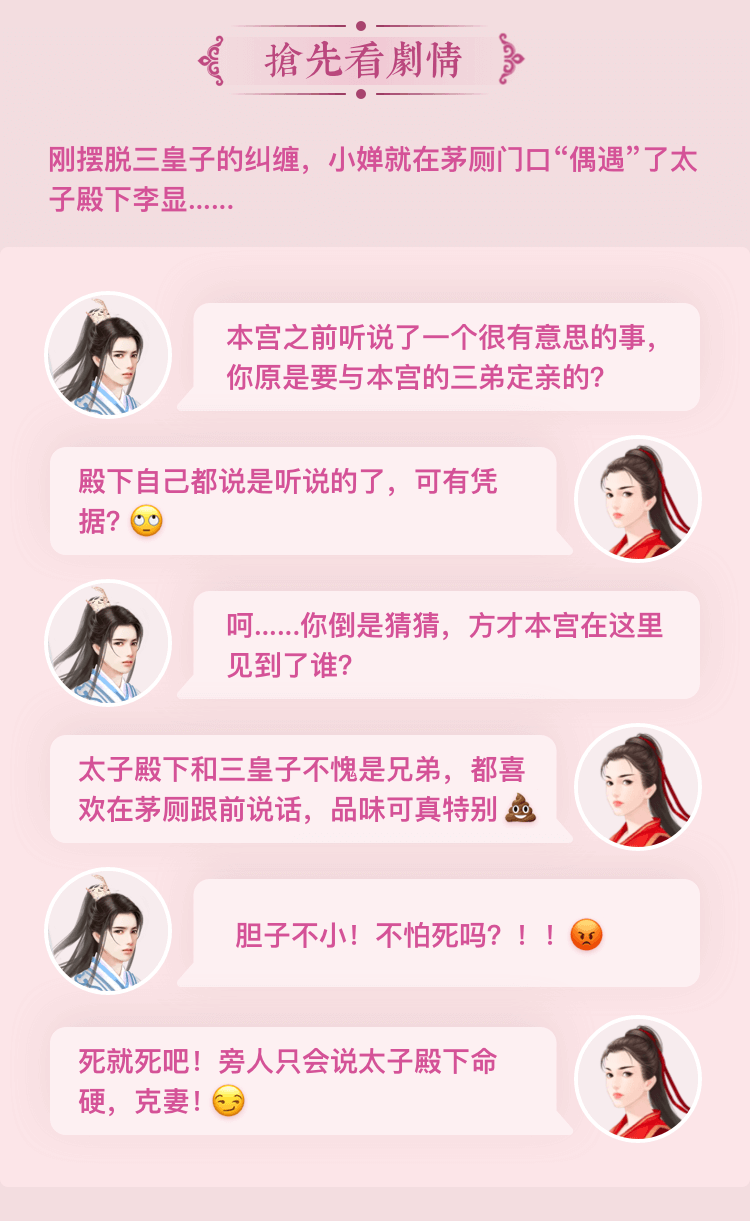 搶先看劇情
刚摆脱三皇子的纠缠，小婵就在茅厕门口“偶遇”了太
子殿下李显......
本宫之前听说了一个很有意思的事，
你原是要与本宫的三弟定亲的？
殿下自己都说是听说的了，可有凭
据？🙄
呵......你倒是猜猜，方才本宫在这里
见到了谁？
太子殿下和三皇子不愧是兄弟，都喜
欢在茅厕跟前说话，品味可真特别💩
胆子不小！不怕死吗？！！😡
死就死吧！旁人只会说太子殿下命
硬，克妻！😏